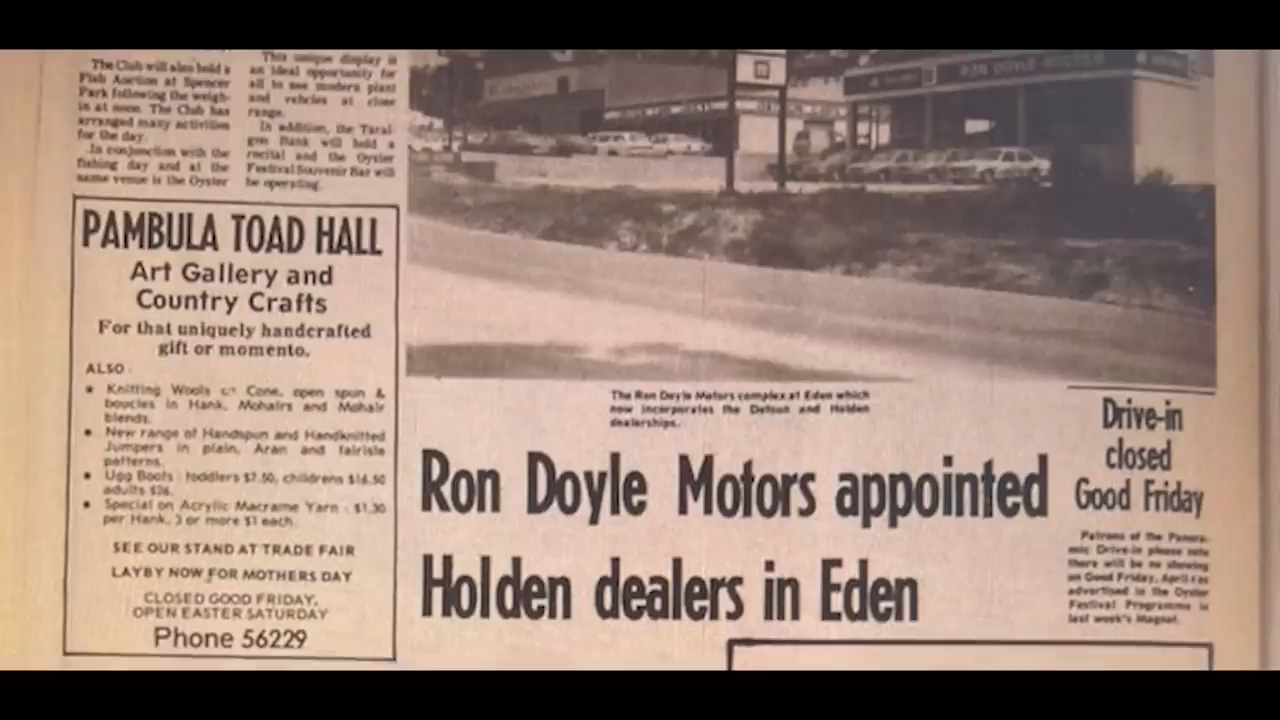 The Club will also hold a
Fish Auction at Spencer
Park following the weigh-
in at noon. The Club has
arranged many activities
for the day.
In conjunction with the
fishing day and at the
same venue is the Oyster
This unique display is
an ideal opportunity for
all to see modern plant
and vehicles at close
range.
In addition, the Taral-
gon Bank will hold a
recital and the Oyster
Festival Souvenir Bar will
be operating.
RON DOYLE HOLDEN
PAMBULA TOAD HALL
Art Gallery and
Country Crafts
For that uniquely handcrafted
gift or momento.
ALSO
* Knitting Wools on Cone, open spun &
boucles in Hank, Mohairs and Mohair
blends.
* New range of Handspun and Handknitted
Jumpers in plain, Aran and fairisle
patterns.
* Ugg Boots: toddlers $7.50, childrens $16.50
adults $26.
* Special on Acrylic Macrame Yarn - $1.30
per Hank, 3 or more $1 each.
SEE OUR STAND AT TRADE FAIR
LAYBY NOW FOR MOTHERS DAY
CLOSED GOOD FRIDAY,
OPEN EASTER SATURDAY
Phone 56229
The Ron Doyle Motors complex at Eden which
now incorporates the Datsun and Holden
dealerships.
Ron Doyle Motors appointed
Holden dealers in Eden
Drive-in
closed
Good Friday
Patrons of the Panora-
mic Drive-in please note
there will be no showing
on Good Friday, April as
advertised in the Oyster
Festival Programme in
last week's Magnet.